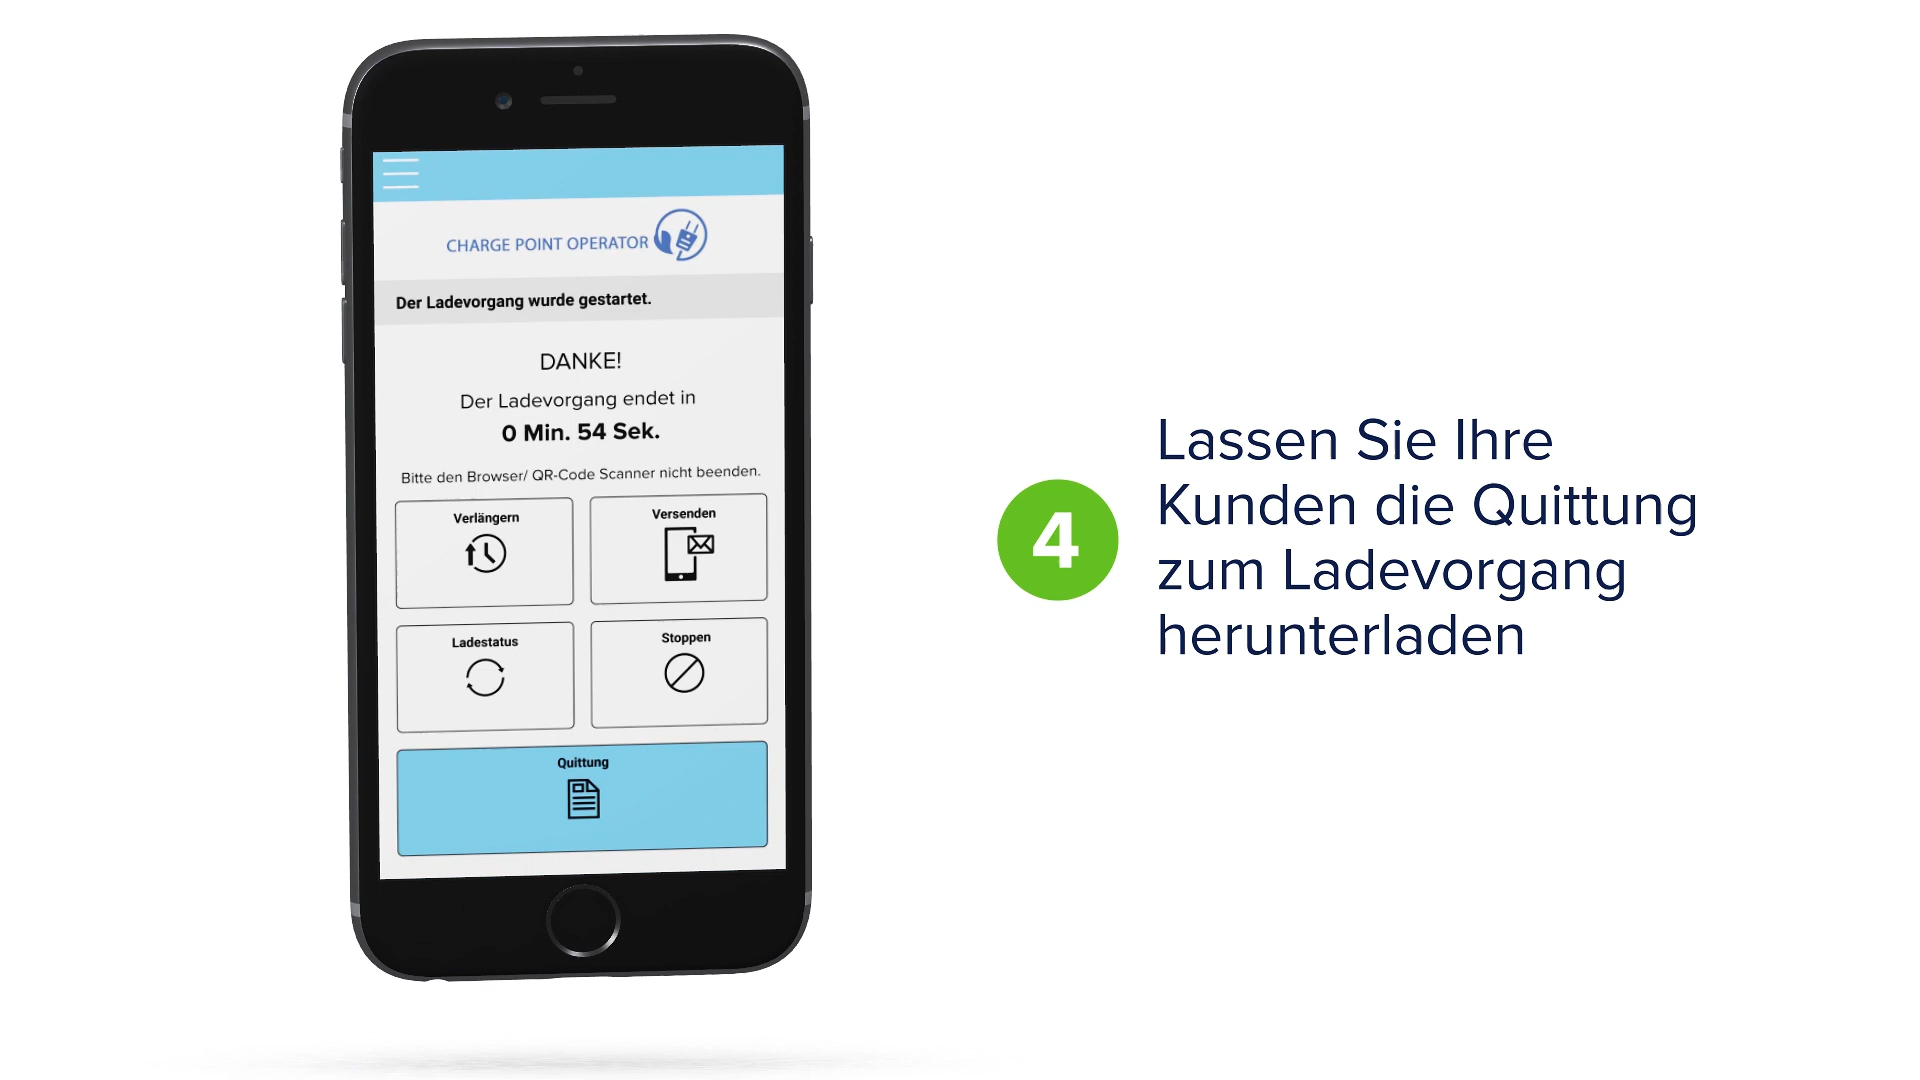 CHARGE POINT OPERATOR
Der Ladevorgang wurde gestartet.
DANKE!
Der Ladevorgang endet in
0 Min. 54 Sek.
Bitte den Browser/ QR-Code Scanner nicht beenden.
Verlängern
Versenden
Ladestatus
Stoppen
Quittung
4
Lassen Sie Ihre
Kunden die Quittung
zum Ladevorgang
herunterladen